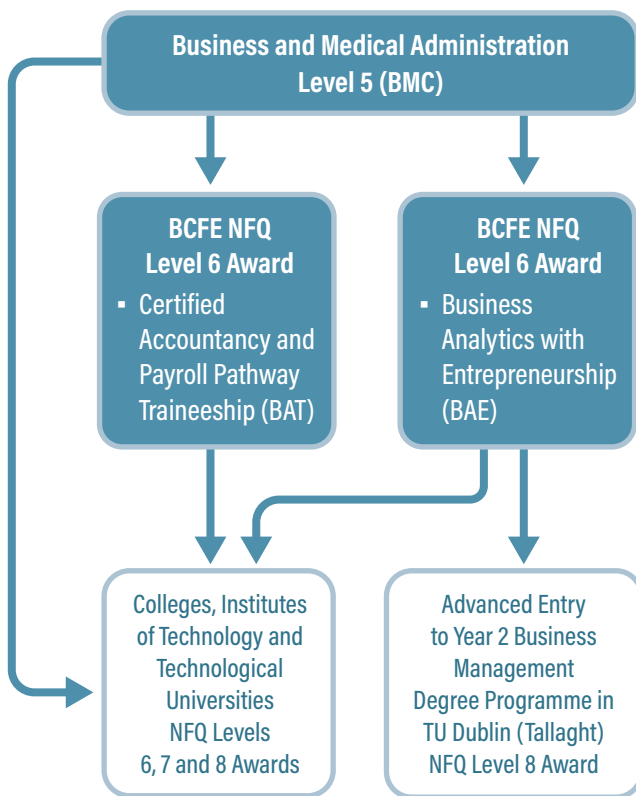 Business and Medical Administration
Level 5 (BMC)
BCFE NFQ
Level 6 Award
▪ Certified
Accountancy and
Payroll Pathway
Traineeship (BAT)
BCFE NFQ
Level 6 Award
▪ Business
Analytics with
Entrepreneurship
(BAE)
Colleges, Institutes
of Technology and
Technological
Universities
NFQ Levels
6, 7 and 8 Awards
Advanced Entry
to Year 2 Business
Management
Degree Programme in
TU Dublin (Tallaght)
NFQ Level 8 Award